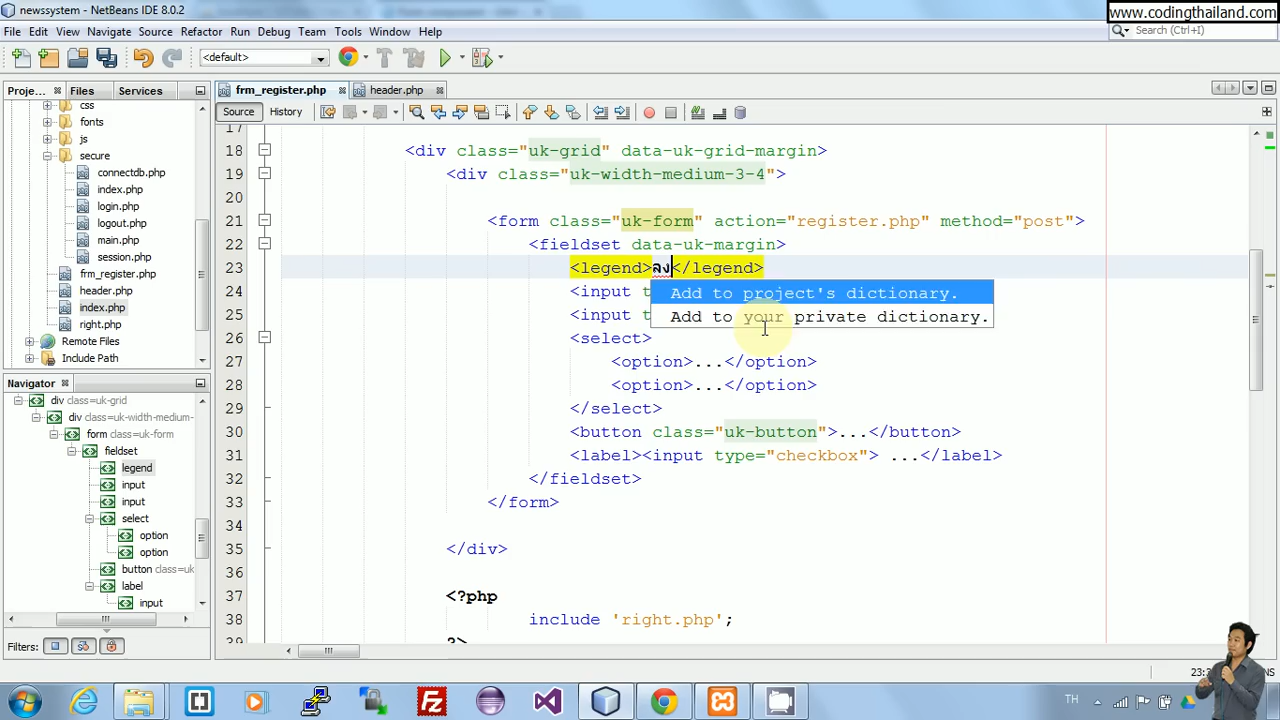 newssystem - NetBeans IDE 8.0.2
www.codingthailand.com
File Edit View Navigate Source Refactor Run Debug Team Tools Window Help
Search (Ctrl+I)
<default>
Proje...
Files
Services
frm_register.php
header.php
Source
History
css
fonts
js
secure
connectdb.php
index.php
login.php
logout.php
main.php
session.php
frm_register.php
header.php
index.php
right.php
Remote Files
Include Path
Navigator
div class=uk-grid
div class=uk-width-medium-
form class=uk-form
fieldset
legend
input
input
select
option
option
button class=uk
label
input
Filters:
17
18 <div class="uk-grid" data-uk-grid-margin>
19 <div class="uk-width-medium-3-4">
20
21 <form class="uk-form" action="register.php" method="post">
22 <fieldset data-uk-margin>
23 <legend>ลง</legend>
24 <input t
Add to project's dictionary.
25 <input t
Add to your private dictionary.
26 <select>
27 <option>...</option>
28 <option>...</option>
29 </select>
30 <button class="uk-button">...</button>
31 <label><input type="checkbox"> ...</label>
32 </fieldset>
33 </form>
34
35 </div>
36
37 <?php
38 include 'right.php';
39 ?>
TH